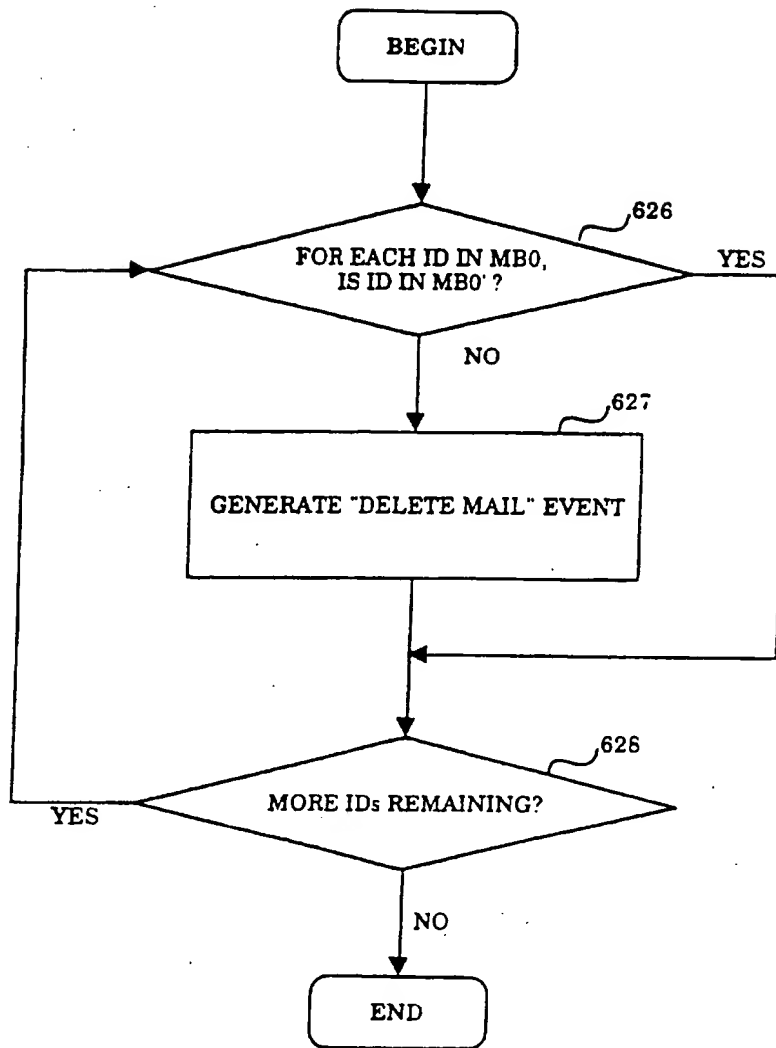 BEGIN
626
FOR EACH ID IN MB0,
IS ID IN MB0' ?
YES
NO
627
GENERATE "DELETE MAIL" EVENT
628
MORE IDs REMAINING?
YES
NO
END